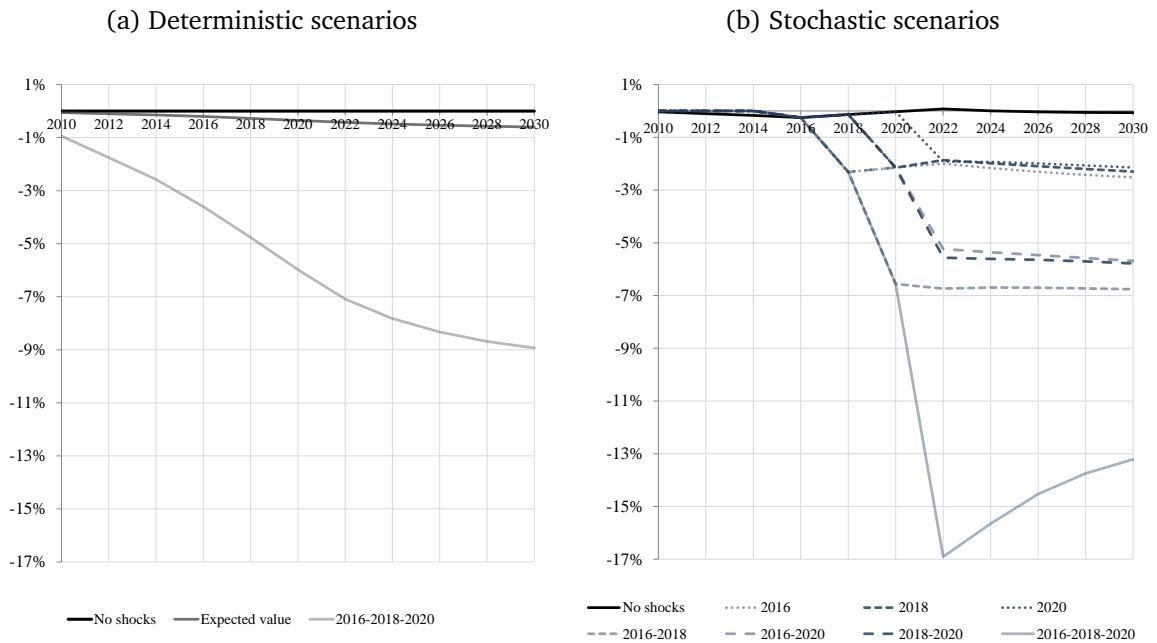 (a) Deterministic scenarios
1%
2010 2012 2014 2016 2018 2020 2022 2024 2026 2028 2030
-1%
-3%
-5%
-7%
-9%
-11%
-13%
-15%
-17%
No shocks Expected value 2016-2018-2020
(b) Stochastic scenarios
1%
2010 2012 2014 2016 2018 2020 2022 2024 2026 2028 2030
-1%
-3%
-5%
-7%
-9%
-11%
-13%
-15%
-17%
No shocks 2016 2018 2020
2016-2018 2016-2020 2018-2020 2016-2018-2020